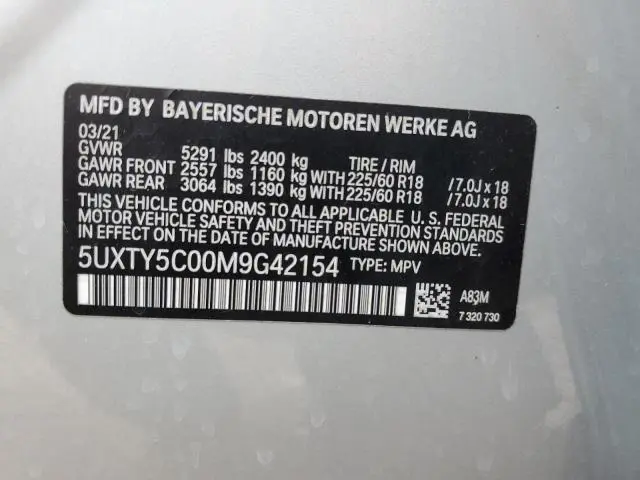 MFD BY BAYERISCHE MOTOREN WERKE AG
03/21
GVWR 5291 lbs 2400 kg TIRE / RIM
GAWR FRONT 2557 lbs 1160 kg WITH 225/60 R18 / 7.0J x 18
GAWR REAR 3064 lbs 1390 kg WITH 225/60 R18 / 7.0J x 18
THIS VEHICLE CONFORMS TO ALL APPLICABLE U. S. FEDERAL
MOTOR VEHICLE SAFETY AND THEFT PREVENTION STANDARDS
IN EFFECT ON THE DATE OF MANUFACTURE SHOWN ABOVE.
5UXTY5C00M9G42154 TYPE: MPV
A83M
7 320 730